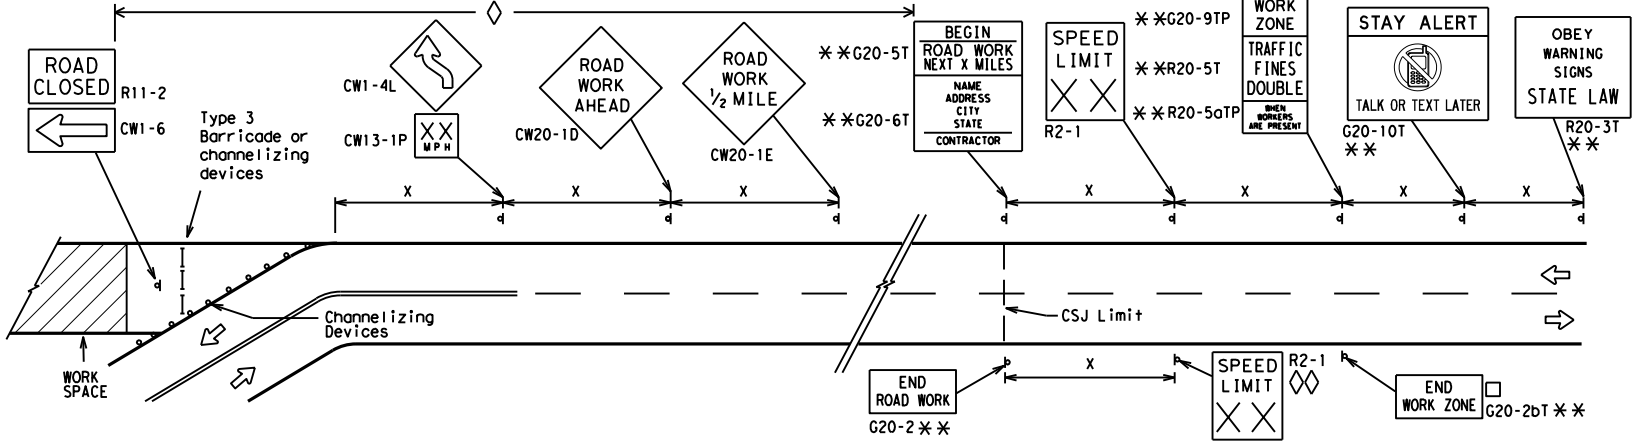 ROAD
CLOSED
R11-2
CW1-6
Type 3
Barricade or
channelizing
devices
CW1-4L
XX
MPH
CW13-1P
ROAD
WORK
AHEAD
CW20-1D
ROAD
WORK
1/2 MILE
CW20-1E
**G20-5T
**G20-6T
BEGIN
ROAD WORK
NEXT X MILES
NAME
ADDRESS
CITY
STATE
CONTRACTOR
SPEED
LIMIT
XX
R2-1
**G20-9TP
**R20-5T
**R20-5aTP
WORK
ZONE
TRAFFIC
FINES
DOUBLE
WHEN
WORKERS
ARE PRESENT
STAY ALERT
TALK OR TEXT LATER
G20-10T
**
OBEY
WARNING
SIGNS
STATE LAW
R20-3T
**
X
X
X
X
X
X
X
Channelizing
Devices
CSJ Limit
WORK
SPACE
X
END
ROAD WORK
G20-2**
SPEED
LIMIT
XX
R2-1
END
WORK ZONE
G20-2bT**